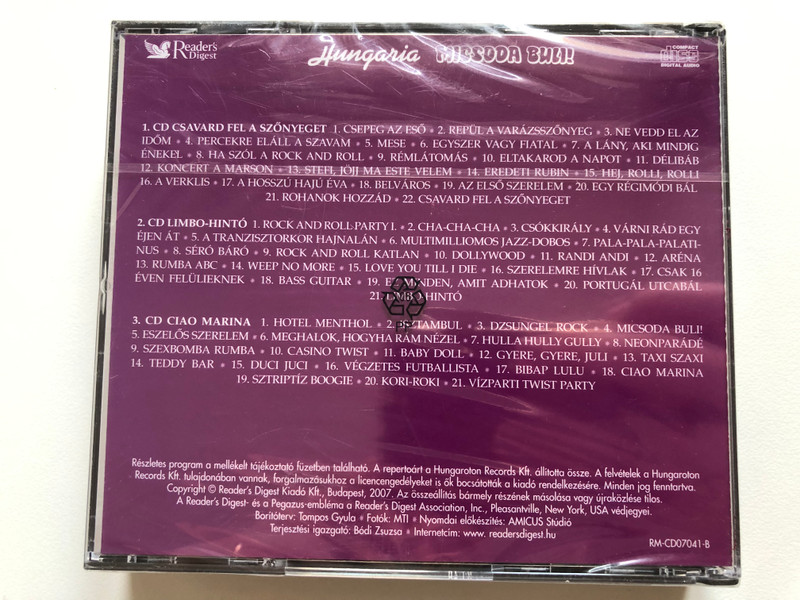 Reader's Digest
Hungaria MICSODA BULI!
COMPACT disc DIGITAL AUDIO
1. CD CSAVARD FEL A SZŐNYEGET 1. CSEPEG AZ ESŐ • 2. REPÜL A VARÁZSSZŐNYEG • 3. NE VEDD EL AZ
IDŐM • 4. PERCEKRE ELÁLL A SZAVAM • 5. MESE • 6. EGYSZER VAGY FIATAL • 7. A LÁNY, AKI MINDIG
ÉNEKEL • 8. HA SZÓL A ROCK AND ROLL • 9. RÉMLÁTOMÁS • 10. ELTAKAROD A NAPOT • 11. DÉLIBÁB
12. KONCERT A MARSON • 13. STEFI, JÖJJ MA ESTE VELEM • 14. EREDETI RUBIN • 15. HEJ, ROLLI, ROLLI
16. A VERKLIS • 17. A HOSSZÚ HAJÚ ÉVA • 18. BELVÁROS • 19. AZ ELSŐ SZERELEM • 20. EGY RÉGIMÓDI BÁL
21. ROHANOK HOZZÁD • 22. CSAVARD FEL A SZŐNYEGET
2. CD LIMBO-HINTÓ 1. ROCK AND ROLL PARTY I. • 2. CHA-CHA-CHA • 3. CSÓKKIRÁLY • 4. VÁRNI RÁD EGY
ÉJEN ÁT • 5. A TRANZISZTORKOR HAJNALÁN • 6. MULTIMILLIOMOS JAZZ-DOBOS • 7. PALA-PALA-PALATI-
NUS • 8. SÉRÓ BÁRÓ • 9. ROCK AND ROLL KATLAN • 10. DOLLYWOOD • 11. RANDI ANDI • 12. ARÉNA
13. RUMBA ABC • 14. WEEP NO MORE • 15. LOVE YOU TILL I DIE • 16. SZERELEMRE HÍVLAK • 17. CSAK 16
ÉVEN FELÜLIEKNEK • 18. BASS GUITAR • 19. EZ MINDEN, AMIT ADHATOK • 20. PORTUGÁL UTCABÁL
21. LIMBO HINTÓ
3. CD CIAO MARINA 1. HOTEL MENTHOL • 2. PSZTAMBUL • 3. DZSUNGEL ROCK • 4. MICSODA BULI!
5. ESZELŐS SZERELEM • 6. MEGHALOK, HOGYHA RÁM NÉZEL • 7. HULLA HULLY GULLY • 8. NEONPARÁDÉ
9. SZEXBOMBA RUMBA • 10. CASINO TWIST • 11. BABY DOLL • 12. GYERE, GYERE, JULI • 13. TAXI SZAXI
14. TEDDY BAR • 15. DUCI JUCI • 16. VÉGZETES FUTBALLISTA • 17. BIBAP LULU • 18. CIAO MARINA
19. SZTRIPTÍZ BOOGIE • 20. KORI-ROKI • 21. VÍZPARTI TWIST PARTY
Részletes program a mellékelt tájékoztató füzetben található. A repertoárt a Hungaroton Records Kft. állította össze. A felvételek a Hungaroton
Records Kft. tulajdonában vannak, forgalmazásukhoz a licencengedélyeket is ők bocsátották a kiadó rendelkezésére. Minden jog fenntartva.
Copyright © Reader's Digest Kiadó Kft., Budapest, 2007. Az összeállítás bármely részének másolása vagy újraközlése tilos.
A Reader's Digest- és a Pegazus-embléma a Reader's Digest Association, Inc., Pleasantville, New York, USA védjegyei.
Borítóterv: Tompos Gyula • Fotók: MTI • Nyomdai előkészítés: AMICUS Stúdió
Terjesztési igazgató: Bódi Zsuzsa • Internetcím: www.readersdigest.hu
RM-CD07041-B